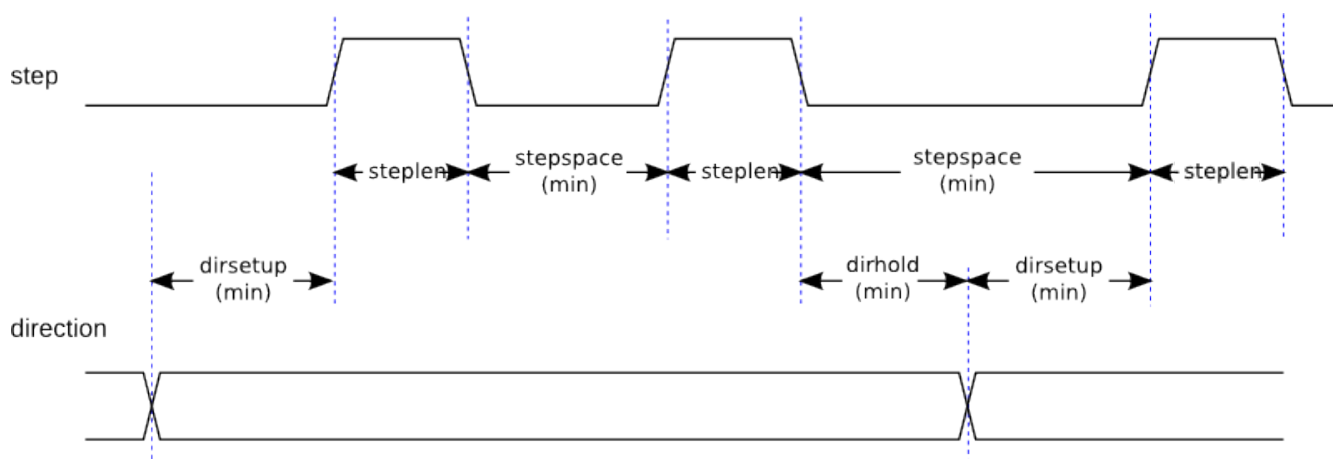 step
steplen
stepspace
(min)
steplen
stepspace
(min)
steplen
dirsetup
(min)
dirhold
(min)
dirsetup
(min)
direction